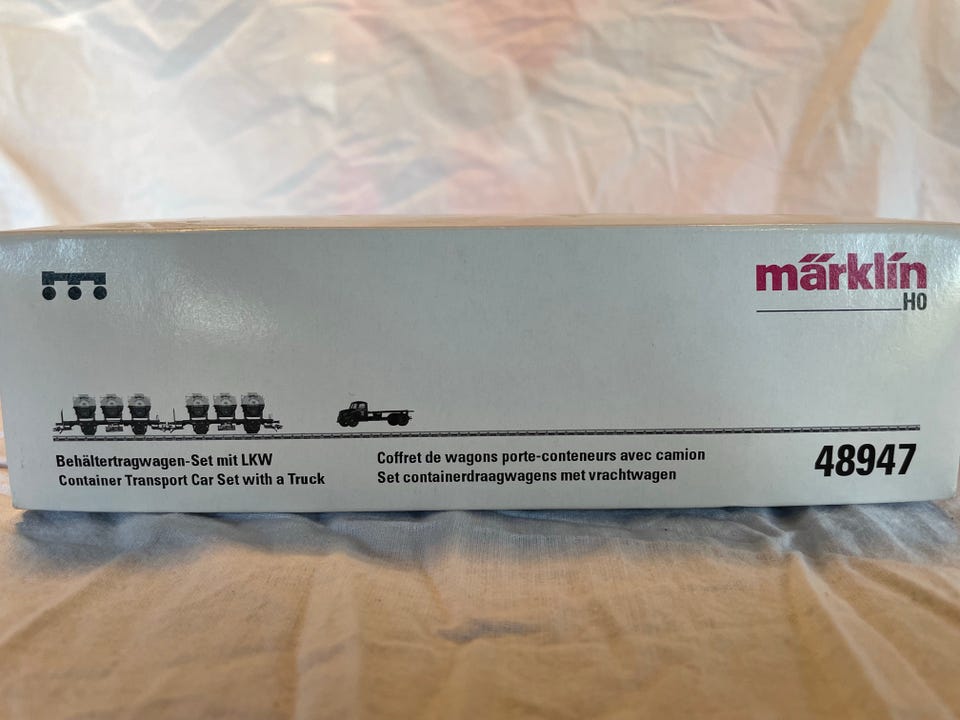 märklín
H0
Behältertragwagen-Set mit LKW
Container Transport Car Set with a Truck
Coffret de wagons porte-conteneurs avec camion
Set containerdraagwagens met vrachtwagen
48947